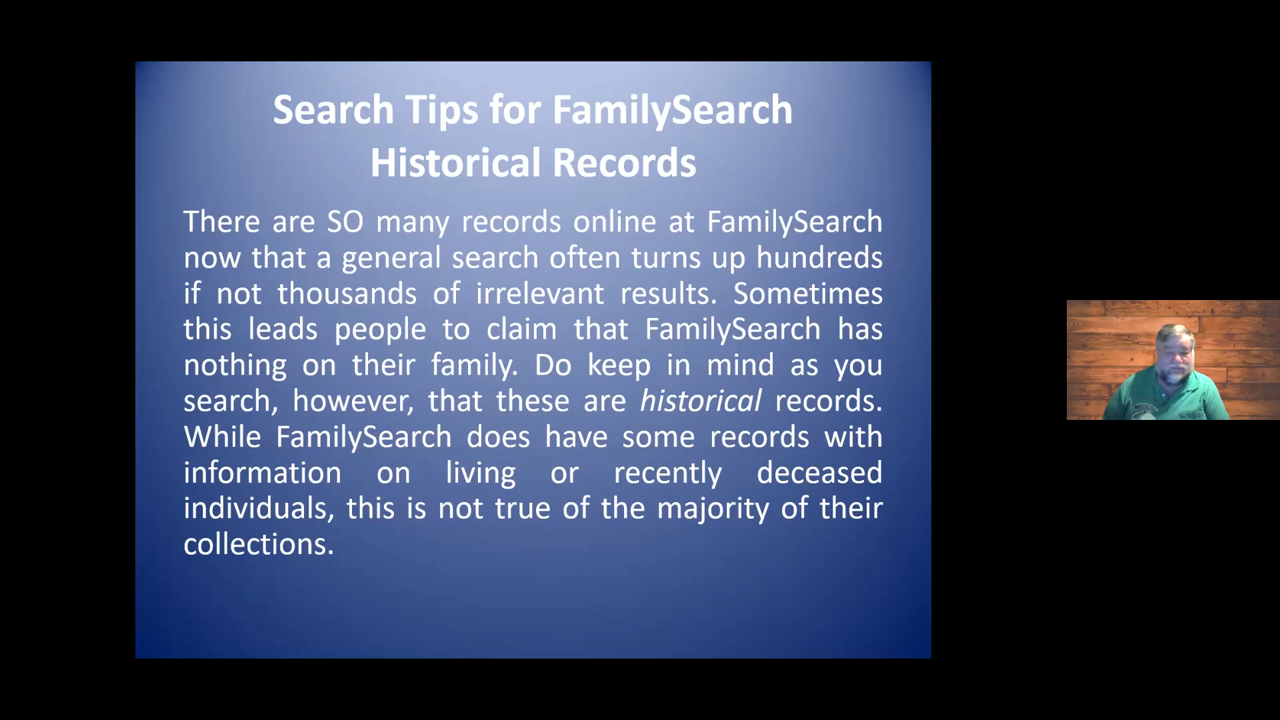 Search Tips for FamilySearch
Historical Records
There are SO many records online at FamilySearch
now that a general search often turns up hundreds
if not thousands of irrelevant results. Sometimes
this leads people to claim that FamilySearch has
nothing on their family. Do keep in mind as you
search, however, that these are historical records.
While FamilySearch does have some records with
information on living or recently deceased
individuals, this is not true of the majority of their
collections.